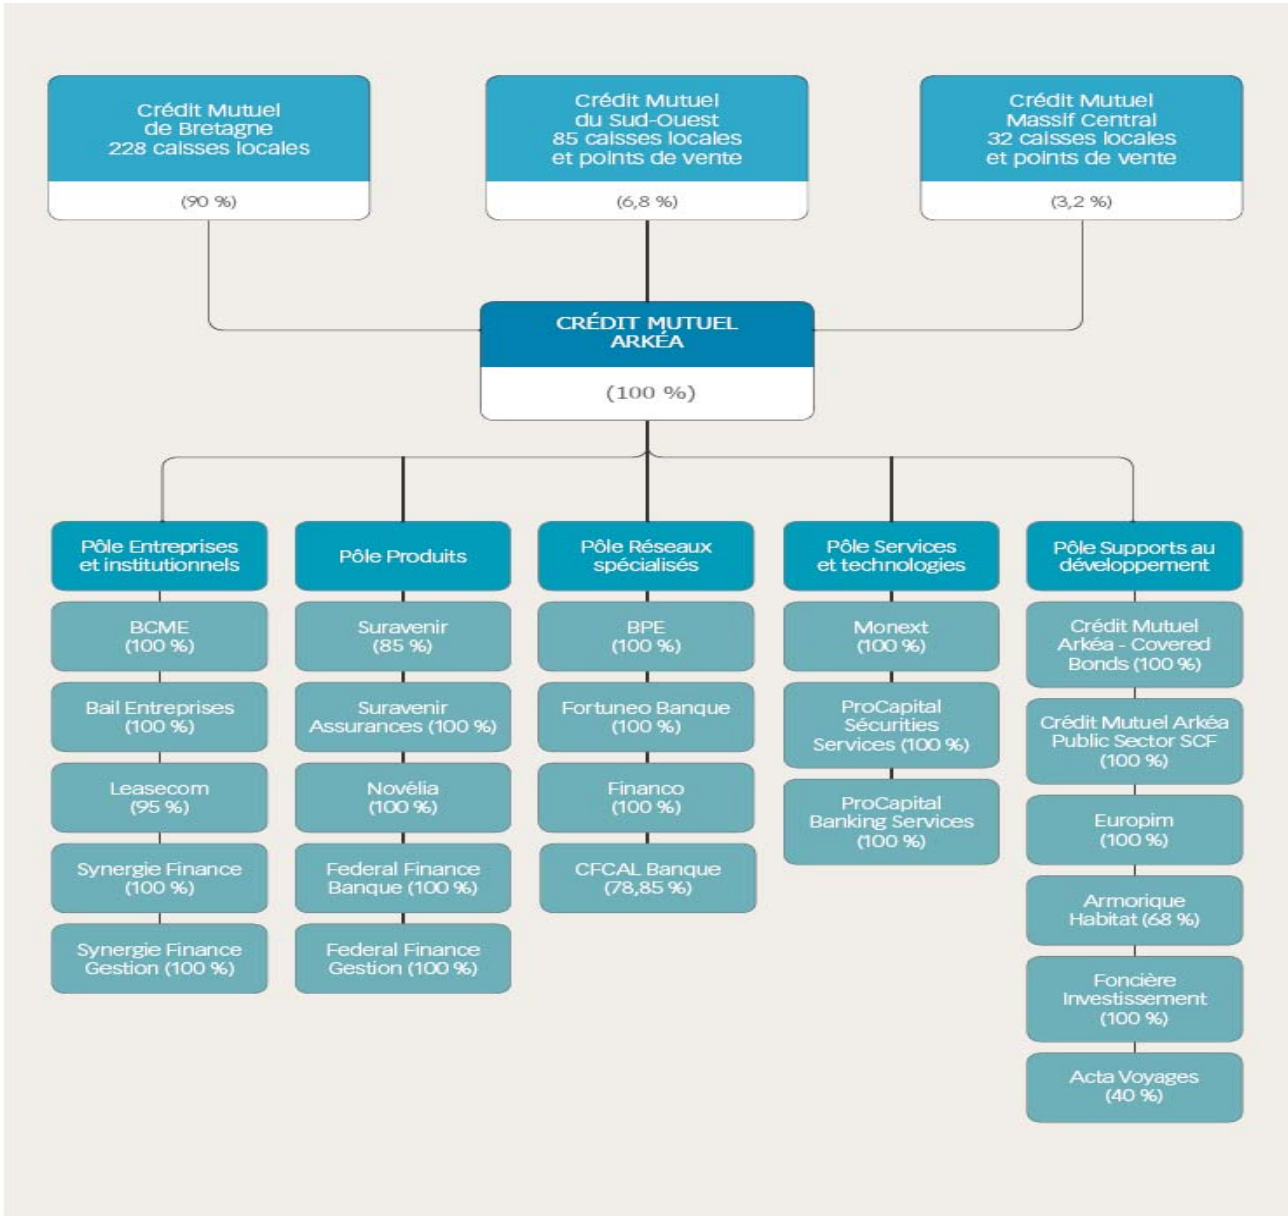 Crédit Mutuel
de Bretagne
228 caisses locales
(90 %)
Crédit Mutuel
du Sud-Ouest
85 caisses locales
et points de vente
(6,8 %)
Crédit Mutuel
Massif Central
32 caisses locales
et points de vente
(3,2 %)
CRÉDIT MUTUEL
ARKÉA
(100 %)
Pôle Entreprises
et institutionnels
BCME
(100 %)
Bail Entreprises
(100 %)
Leasecom
(95 %)
Synergie Finance
(100 %)
Synergie Finance
Gestion (100 %)
Pôle Produits
Suravenir
(85 %)
Suravenir
Assurances (100 %)
Novélia
(100 %)
Federal Finance
Banque (100 %)
Federal Finance
Gestion (100 %)
Pôle Réseaux
spécialisés
BPE
(100 %)
Fortuneo Banque
(100 %)
Financo
(100 %)
CFCAL Banque
(78,85 %)
Pôle Services
et technologies
Monext
(100 %)
ProCapital
Sécurities
Services (100 %)
ProCapital
Banking Services
(100 %)
Pôle Supports au
développement
Crédit Mutuel
Arkéa - Covered
Bonds (100 %)
Crédit Mutuel Arkéa
Public Sector SCF
(100 %)
Europim
(100 %)
Armorique
Habitat (68 %)
Foncière
Investissement
(100 %)
Acta Voyages
(40 %)